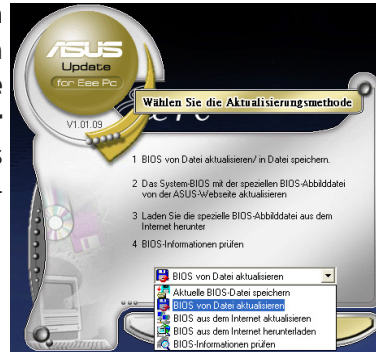 ASUS
Update
for Eee Pc
V1.01.09
Wählen Sie die Aktualisierungsmethode
1 BIOS von Datei aktualisieren/ in Datei speichern.
2 Das System-BIOS mit der speziellen BIOS-Abbilddatei
von der ASUS-Webseite aktualisieren
3 Laden Sie die spezielle BIOS-Abbilddatei aus dem
Internet herunter
4 BIOS-Informationen prüfen
BIOS von Datei aktualisieren
Aktuelle BIOS-Datei speichern
BIOS von Datei aktualisieren
BIOS aus dem Internet aktualisieren
BIOS aus dem Internet herunterladen
BIOS-Informationen prüfen